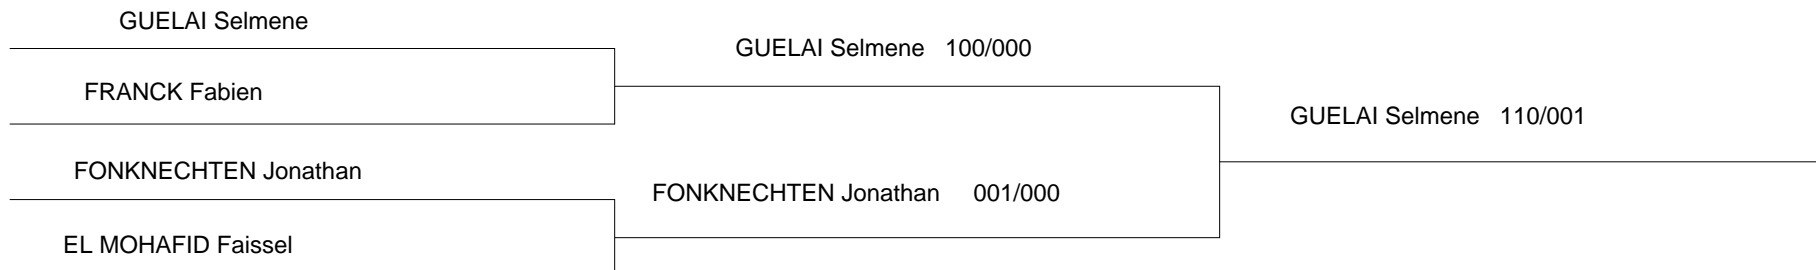 GUELAI Selmene
FRANCK Fabien
FONKNECHTEN Jonathan
EL MOHAFID Faissel
GUELAI Selmene 100/000
FONKNECHTEN Jonathan 001/000
GUELAI Selmene 110/001